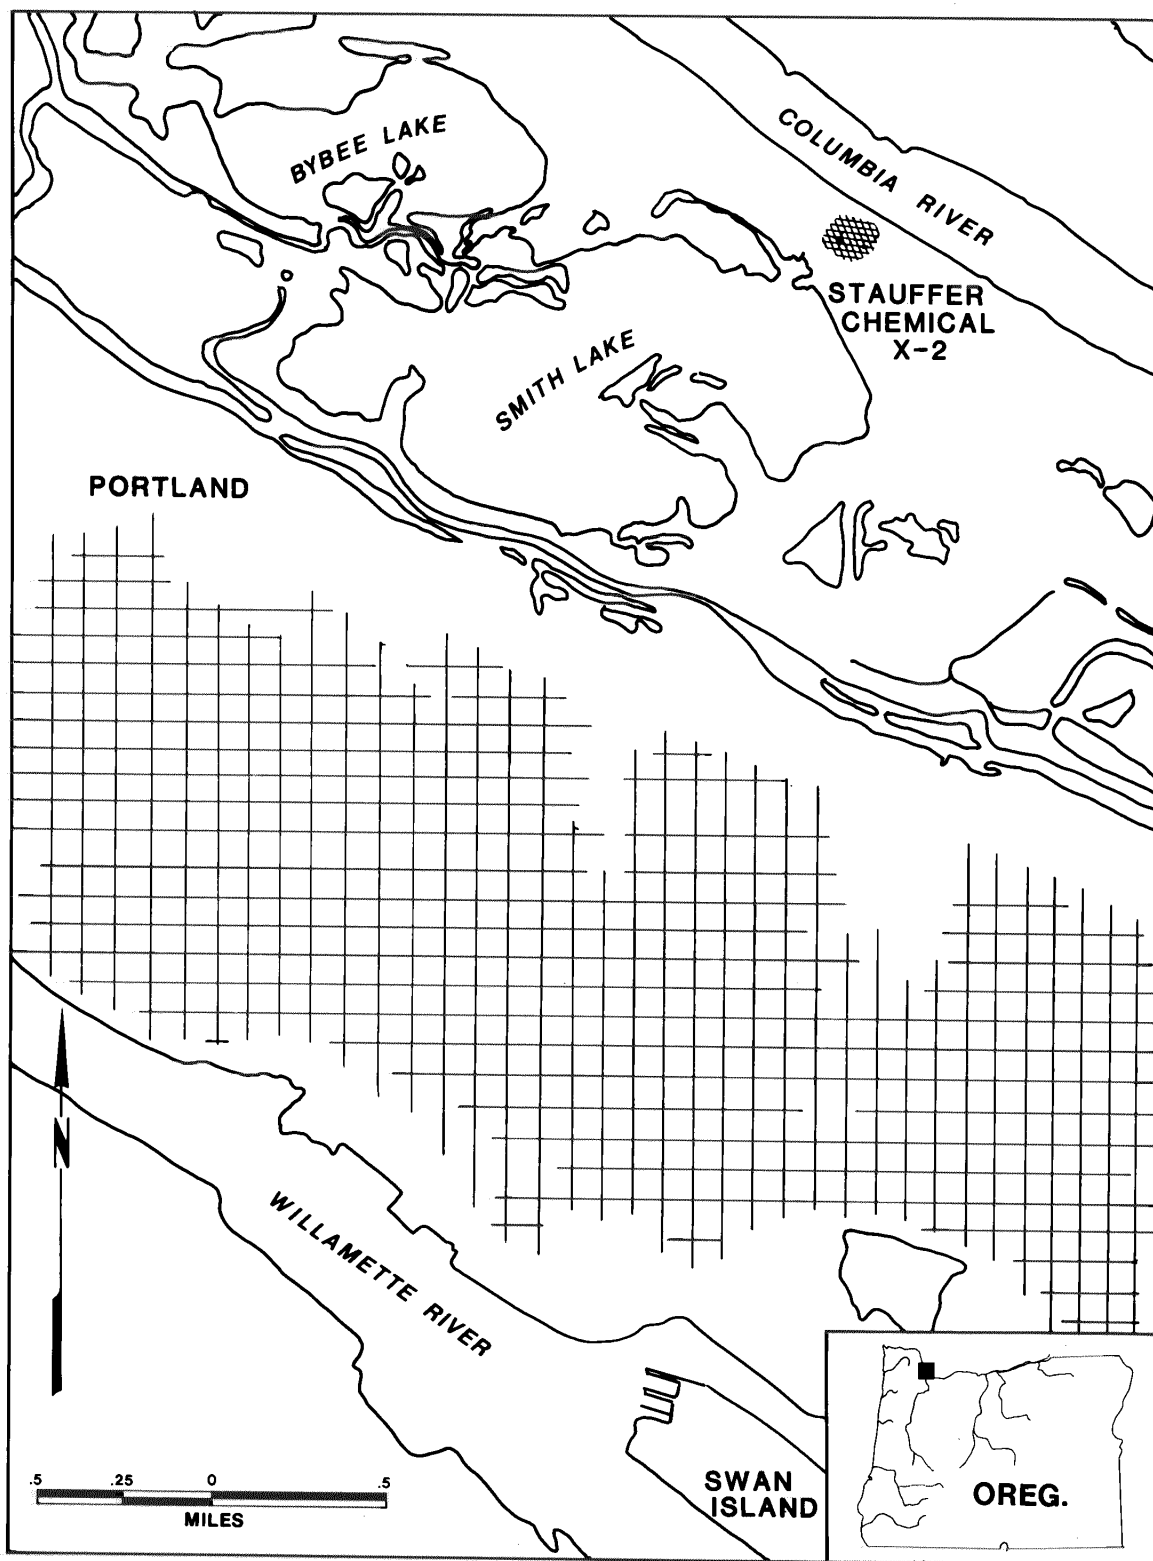 BYBEE LAKE
COLUMBIA RIVER
STAUFFER
CHEMICAL
X-2
SMITH LAKE
PORTLAND
N
WILLAMETTE RIVER
.5 .25 0 .5
MILES
SWAN
ISLAND
OREG.